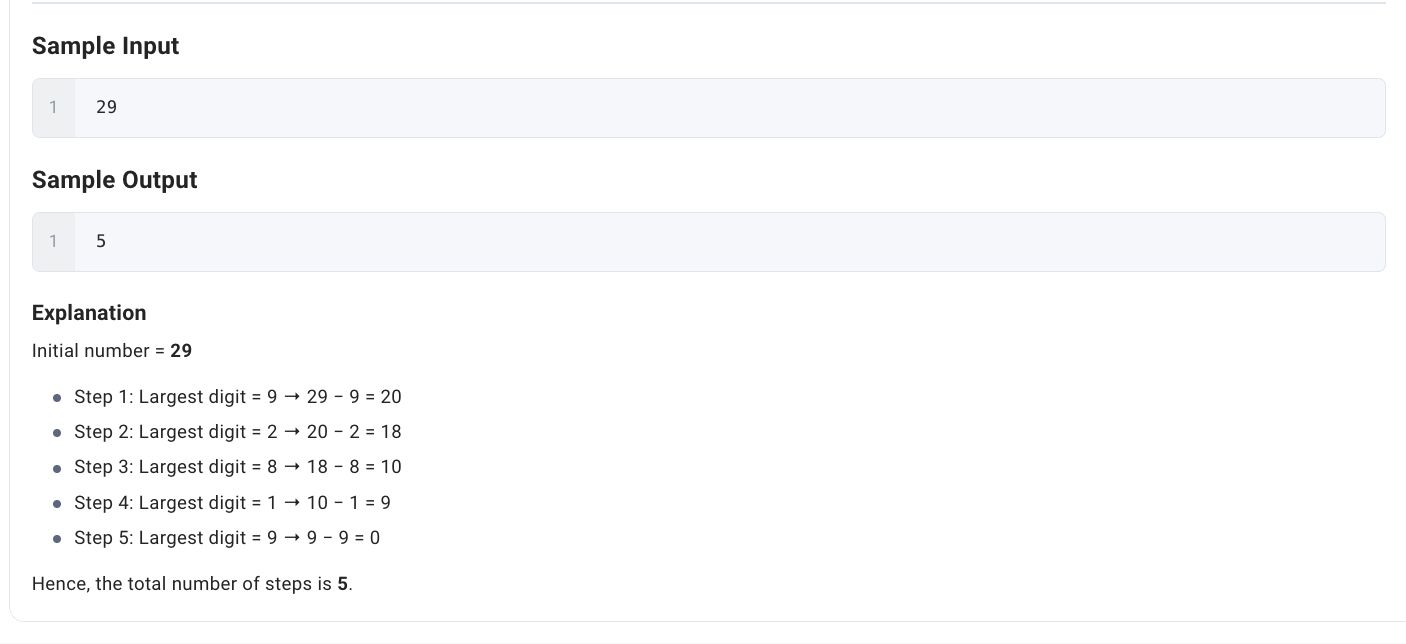 Sample Input
1 29
Sample Output
1 5
Explanation
Initial number = 29
Step 1: Largest digit = 9 → 29 − 9 = 20
Step 2: Largest digit = 2 → 20 − 2 = 18
Step 3: Largest digit = 8 → 18 − 8 = 10
Step 4: Largest digit = 1 → 10 − 1 = 9
Step 5: Largest digit = 9 → 9 − 9 = 0
Hence, the total number of steps is 5.